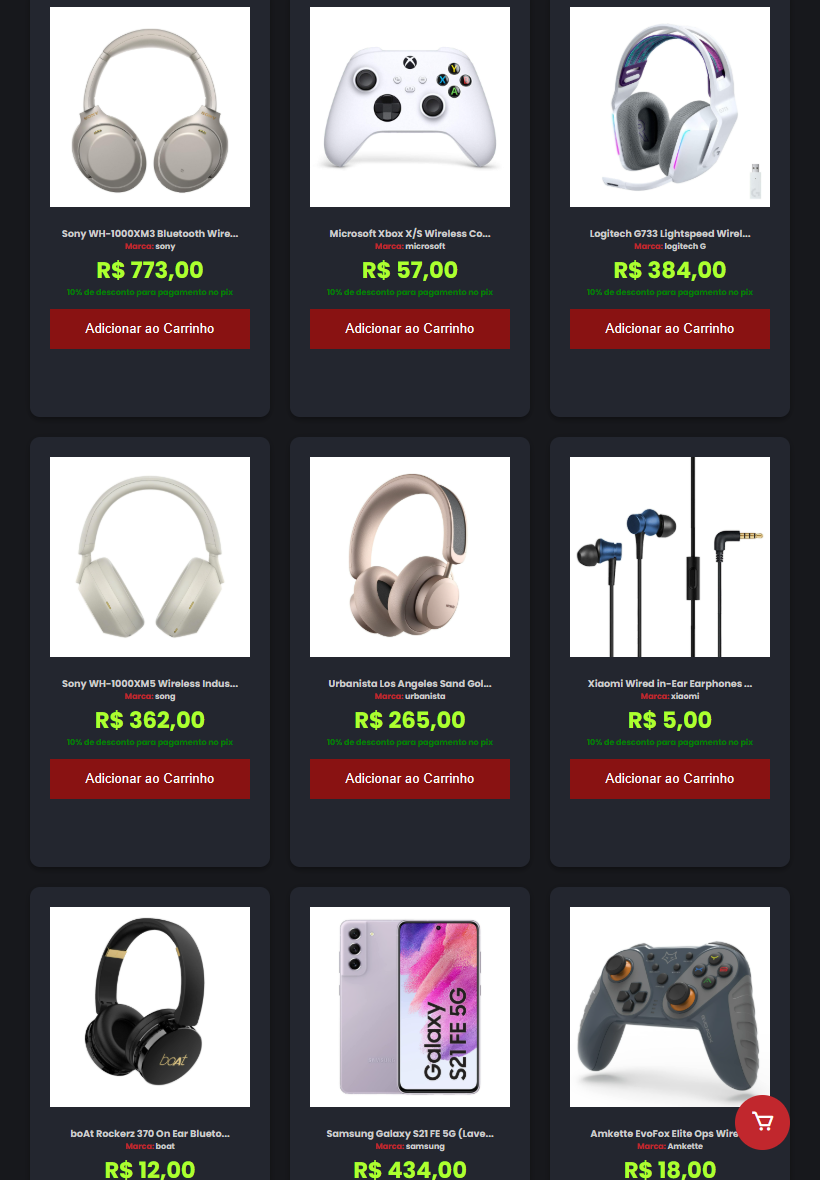 Sony WH-1000XM3 Bluetooth Wire...
Marca: sony
R$ 773,00
10% de desconto para pagamento no pix
Adicionar ao Carrinho
Microsoft Xbox X/S Wireless Co...
Marca: microsoft
R$ 57,00
10% de desconto para pagamento no pix
Adicionar ao Carrinho
Logitech G733 Lightspeed Wirel...
Marca: logitech G
R$ 384,00
10% de desconto para pagamento no pix
Adicionar ao Carrinho
Sony WH-1000XM5 Wireless Indus...
Marca: song
R$ 362,00
10% de desconto para pagamento no pix
Adicionar ao Carrinho
Urbanista Los Angeles Sand Gol...
Marca: urbanista
R$ 265,00
10% de desconto para pagamento no pix
Adicionar ao Carrinho
Xiaomi Wired in-Ear Earphones ...
Marca: xiaomi
R$ 5,00
10% de desconto para pagamento no pix
Adicionar ao Carrinho
boAt
boAt Rockerz 370 On Ear Blueto...
Marca: boat
R$ 12,00
Galaxy
S21 FE 5G
Samsung Galaxy S21 FE 5G (Lave...
Marca: samsung
R$ 434,00
Amkette EvoFox Elite Ops Wire
Marca: Amkette
R$ 18,00